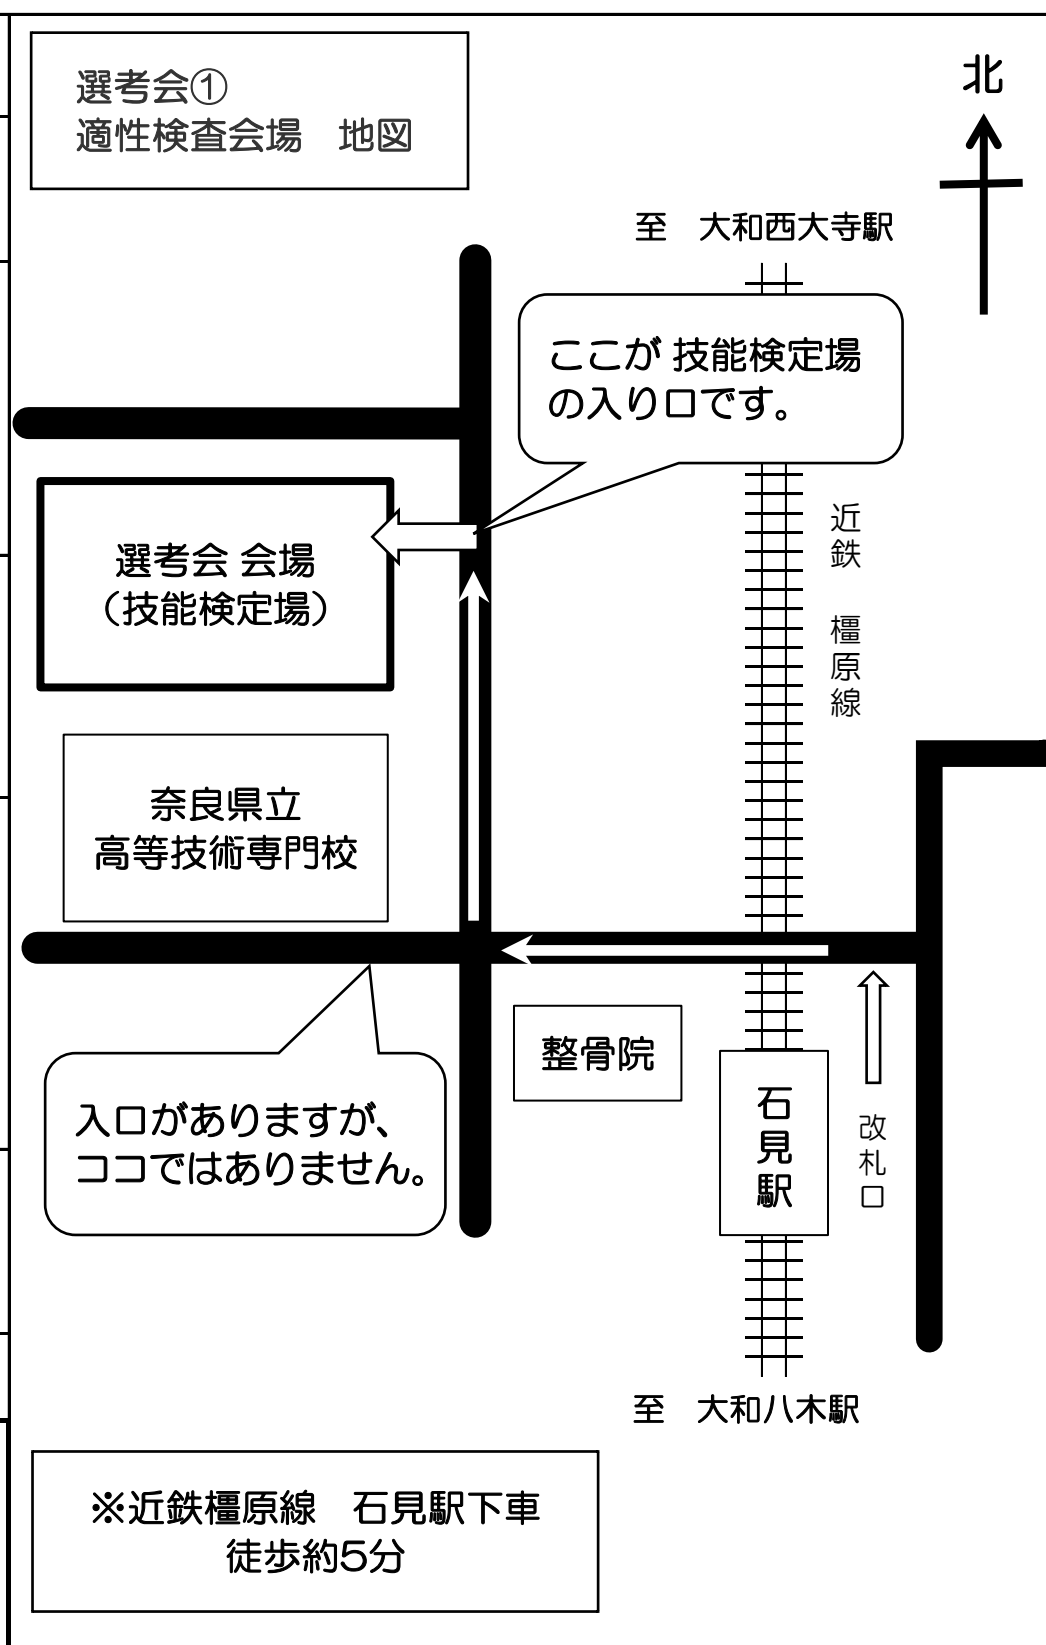 選考会①
適性検査会場　地図
北
至　大和西大寺駅
ここが 技能検定場
の入り口です。
近鉄　橿原線
選考会 会場
（技能検定場）
奈良県立
高等技術専門校
整骨院
石見駅
改札口
入口がありますが、
ココではありません。
至　大和八木駅
※近鉄橿原線　石見駅下車
徒歩約5分